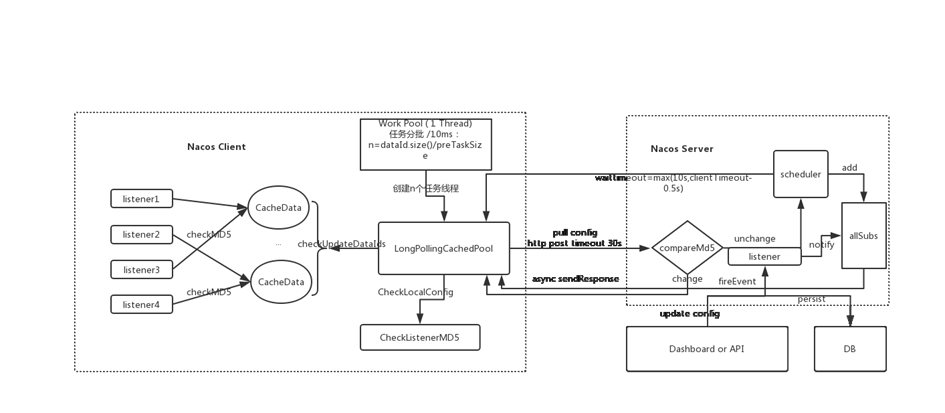 Nacos Client
Work Pool ( 1 Thread)
任务分批 /10ms :
n=dataId.size()/preTaskSiz
e
创建n个任务线程
listener1
listener2
listener3
listener4
checkMD5
checkMD5
CacheData
...
CacheData
checkUpdateDataIds
LongPollingCachedPool
CheckLocalConfig
CheckListenerMD5
pull config
http post timeout 30s
async sendResponse
Nacos Server
timeout=max(10s,clientTimeout-
0.5s)
scheduler
add
allSubs
compareMd5
unchange
listener
notify
change
fireEvent
persist
update config
Dashboard or API
DB